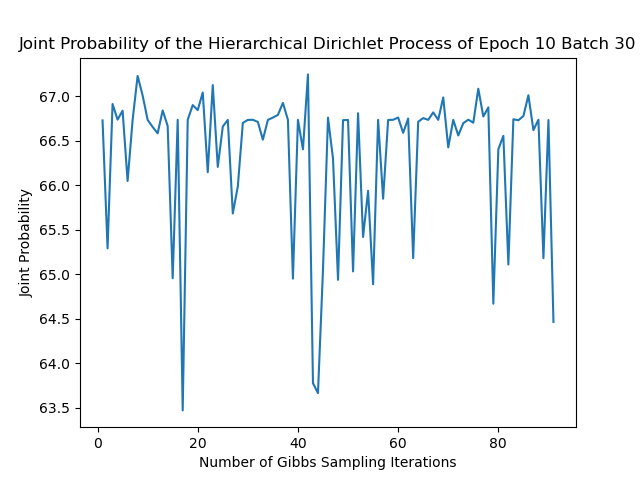 Joint Probability of the Hierarchical Dirichlet Process of Epoch 10 Batch 30
67.0
66.5
66.0
65.5
65.0
64.5
64.0
63.5
Joint Probability
0 20 40 60 80
Number of Gibbs Sampling Iterations